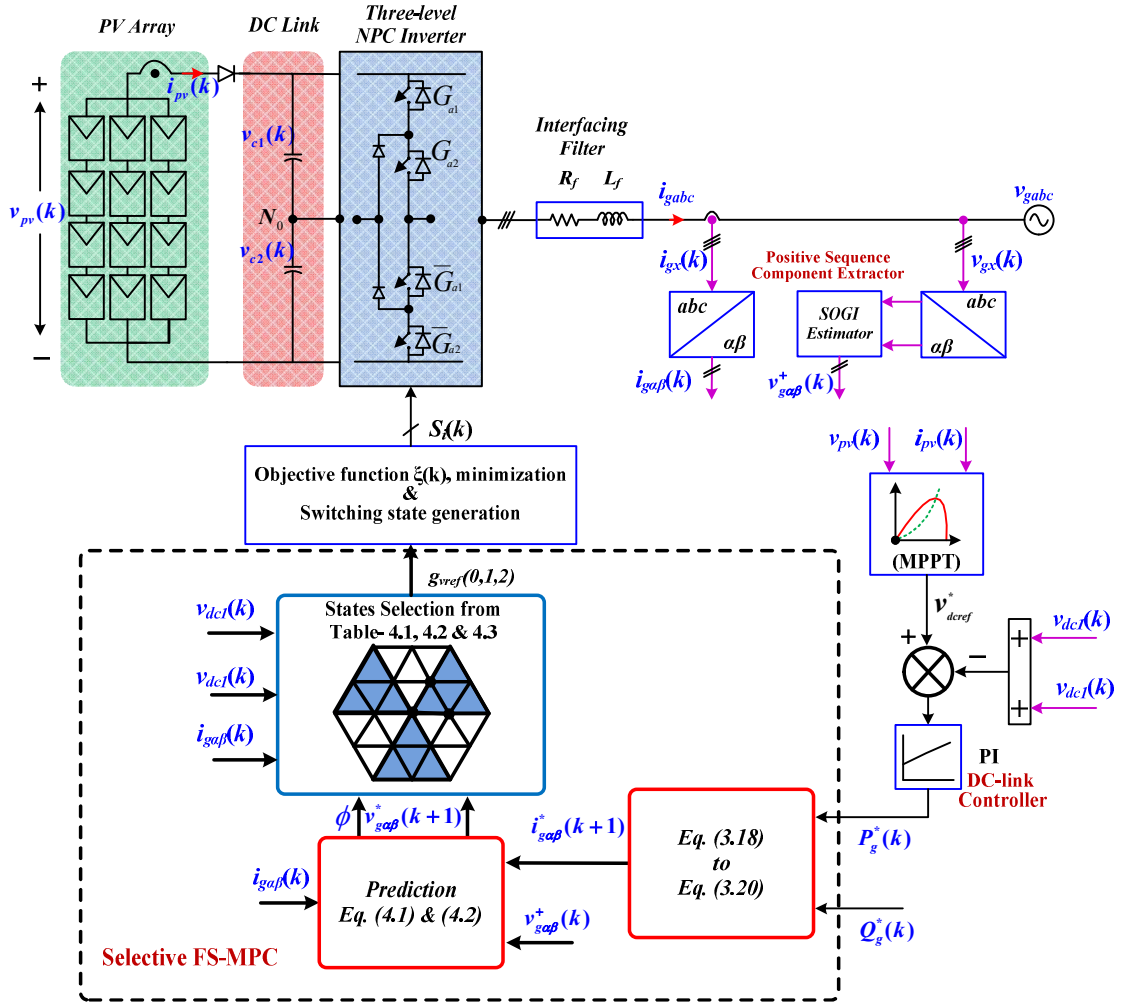 PV Array
DC Link
Three-level
NPC Inverter
+
i_pv(k)
v_pv(k)
−
v_c1(k)
N_0
v_c2(k)
G_a1
G_a2
G̅_a1
G̅_a2
Interfacing
Filter
R_f L_f
i_gabc
v_gabc
i_gx(k)
Positive Sequence
Component Extractor
v_gx(k)
abc
αβ
SOGI
Estimator
abc
αβ
i_gαβ(k)
v⁺_gαβ(k)
S_i(k)
Objective function ξ(k), minimization
&
Switching state generation
v_pv(k)
i_pv(k)
(MPPT)
v*_dcref
g_vref(0,1,2)
States Selection from
Table- 4.1, 4.2 & 4.3
v_dc1(k)
v_dc1(k)
i_gαβ(k)
+
−
+
+
v_dc1(k)
v_dc1(k)
PI
DC-link
Controller
ϕ
v*_gαβ(k+1)
i*_gαβ(k+1)
Eq. (3.18)
to
Eq. (3.20)
P*_g(k)
Q*_g(k)
i_gαβ(k)
Prediction
Eq. (4.1) & (4.2)
v⁺_gαβ(k)
Selective FS-MPC